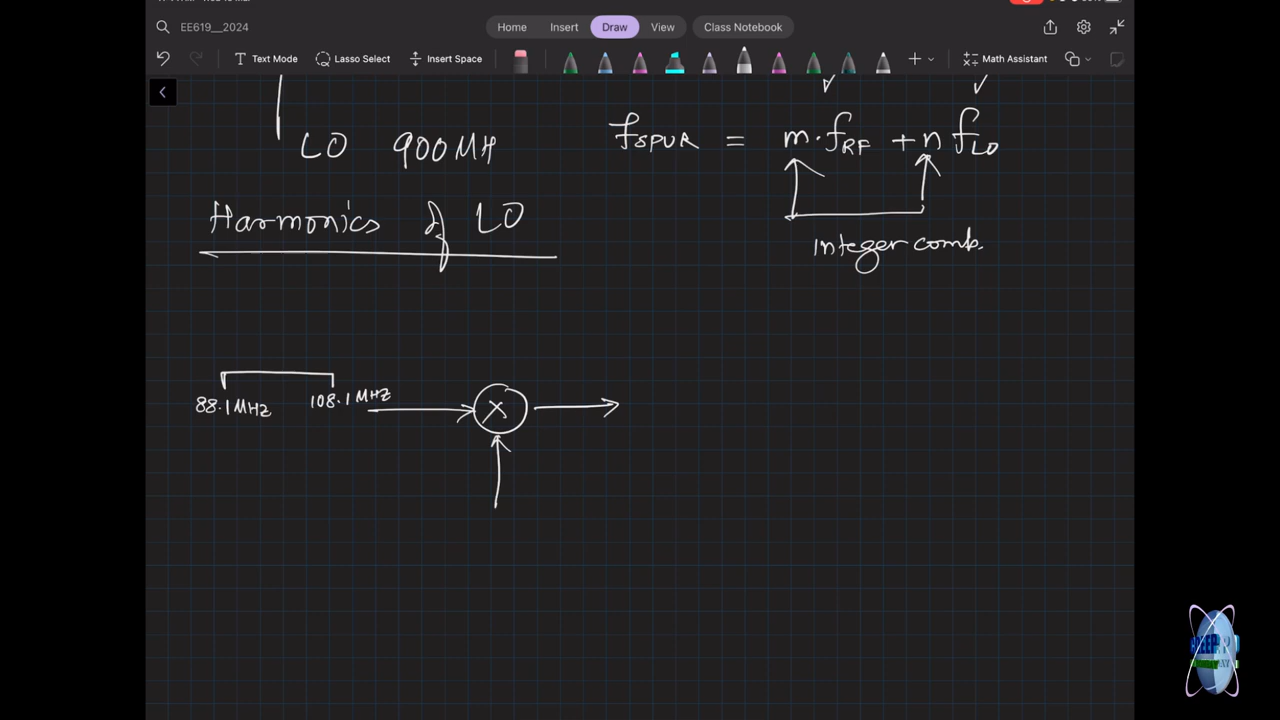 EE619__2024
Home Insert Draw View Class Notebook
Text Mode Lasso Select Insert Space Math Assistant
LO 900MH
fSPUR = m·fRF + n fLO
Harmonics of LO
integer comb.
88.1MHZ 108.1MHZ
X